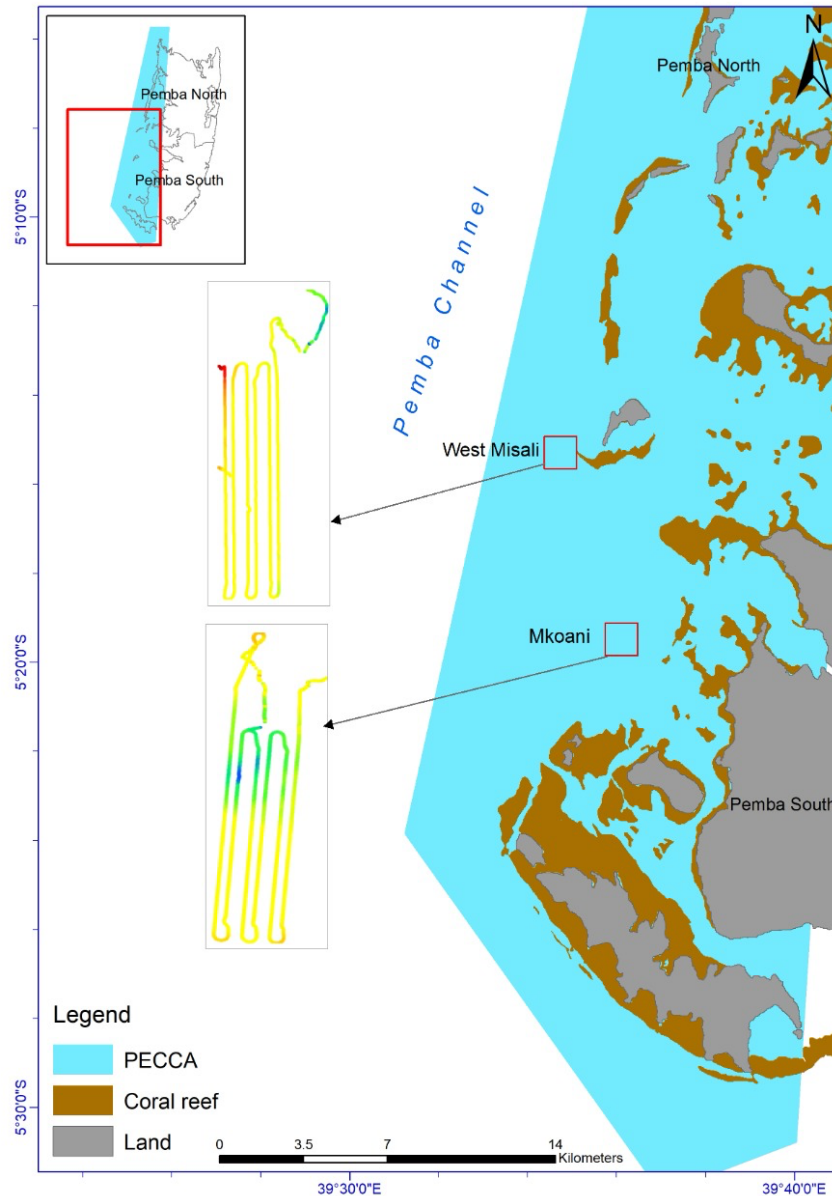 Pemba North
Pemba South
N
Pemba North
5°10'0"S
Pemba Channel
West Misali
Mkoani
5°20'0"S
Pemba South
Legend
PECCA
Coral reef
Land
5°30'0"S
0 3.5 7 14
Kilometers
39°30'0"E 39°40'0"E